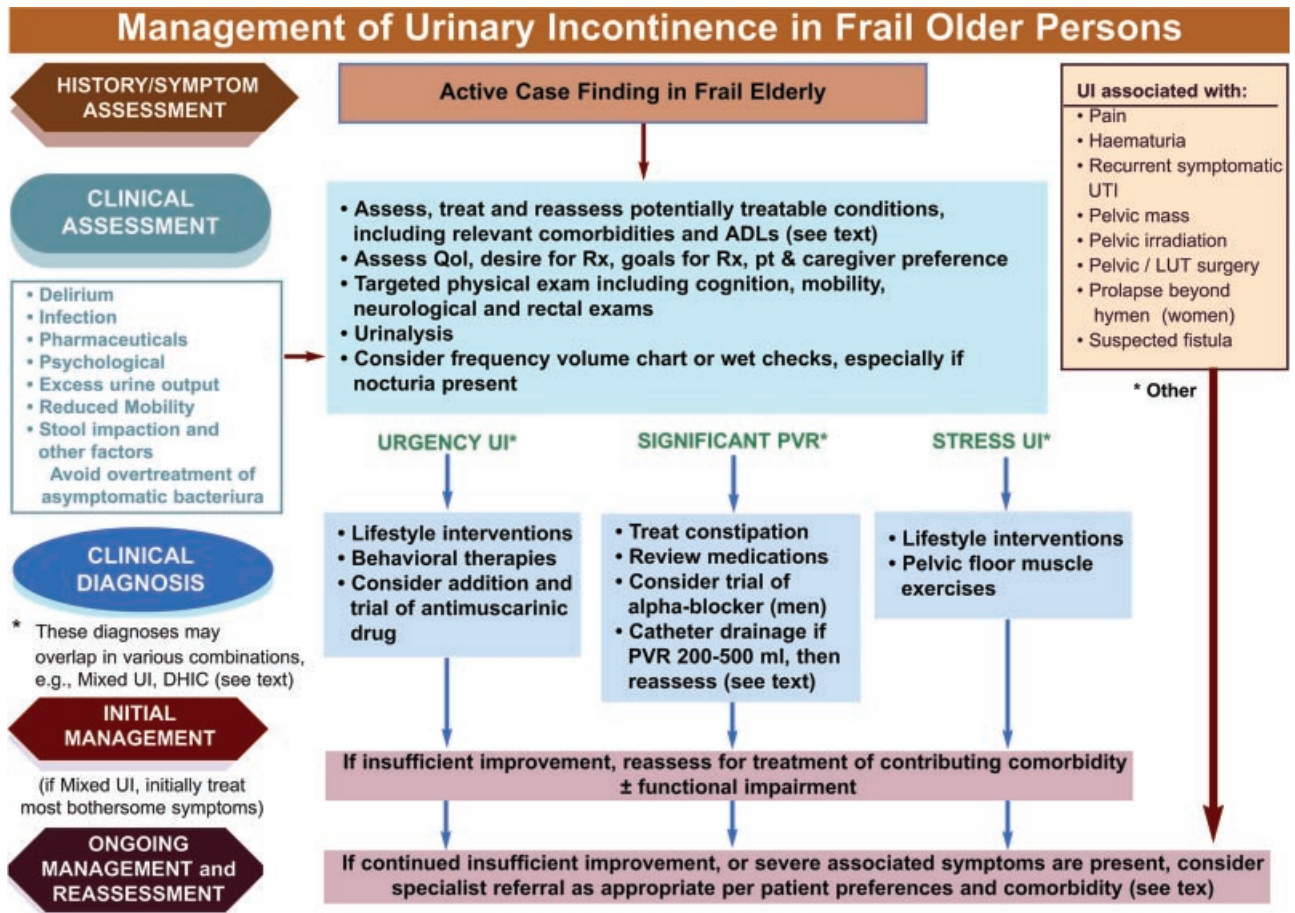 Management of Urinary Incontinence in Frail Older Persons
HISTORY/SYMPTOM
ASSESSMENT
Active Case Finding in Frail Elderly
UI associated with:
• Pain
• Haematuria
• Recurrent symptomatic
UTI
• Pelvic mass
• Pelvic irradiation
• Pelvic / LUT surgery
• Prolapse beyond
hymen (women)
• Suspected fistula
* Other
CLINICAL
ASSESSMENT
• Assess, treat and reassess potentially treatable conditions,
including relevant comorbidities and ADLs (see text)
• Assess Qol, desire for Rx, goals for Rx, pt & caregiver preference
• Targeted physical exam including cognition, mobility,
neurological and rectal exams
• Urinalysis
• Consider frequency volume chart or wet checks, especially if
nocturia present
• Delirium
• Infection
• Pharmaceuticals
• Psychological
• Excess urine output
• Reduced Mobility
• Stool impaction and
other factors
Avoid overtreatment of
asymptomatic bacteriura
URGENCY UI*
SIGNIFICANT PVR*
STRESS UI*
CLINICAL
DIAGNOSIS
* These diagnoses may
overlap in various combinations,
e.g., Mixed UI, DHIC (see text)
• Lifestyle interventions
• Behavioral therapies
• Consider addition and
trial of antimuscarinic
drug
• Treat constipation
• Review medications
• Consider trial of
alpha-blocker (men)
• Catheter drainage if
PVR 200-500 ml, then
reassess (see text)
• Lifestyle interventions
• Pelvic floor muscle
exercises
INITIAL
MANAGEMENT
(if Mixed UI, initially treat
most bothersome symptoms)
If insufficient improvement, reassess for treatment of contributing comorbidity
± functional impairment
ONGOING
MANAGEMENT and
REASSESSMENT
If continued insufficient improvement, or severe associated symptoms are present, consider
specialist referral as appropriate per patient preferences and comorbidity (see tex)